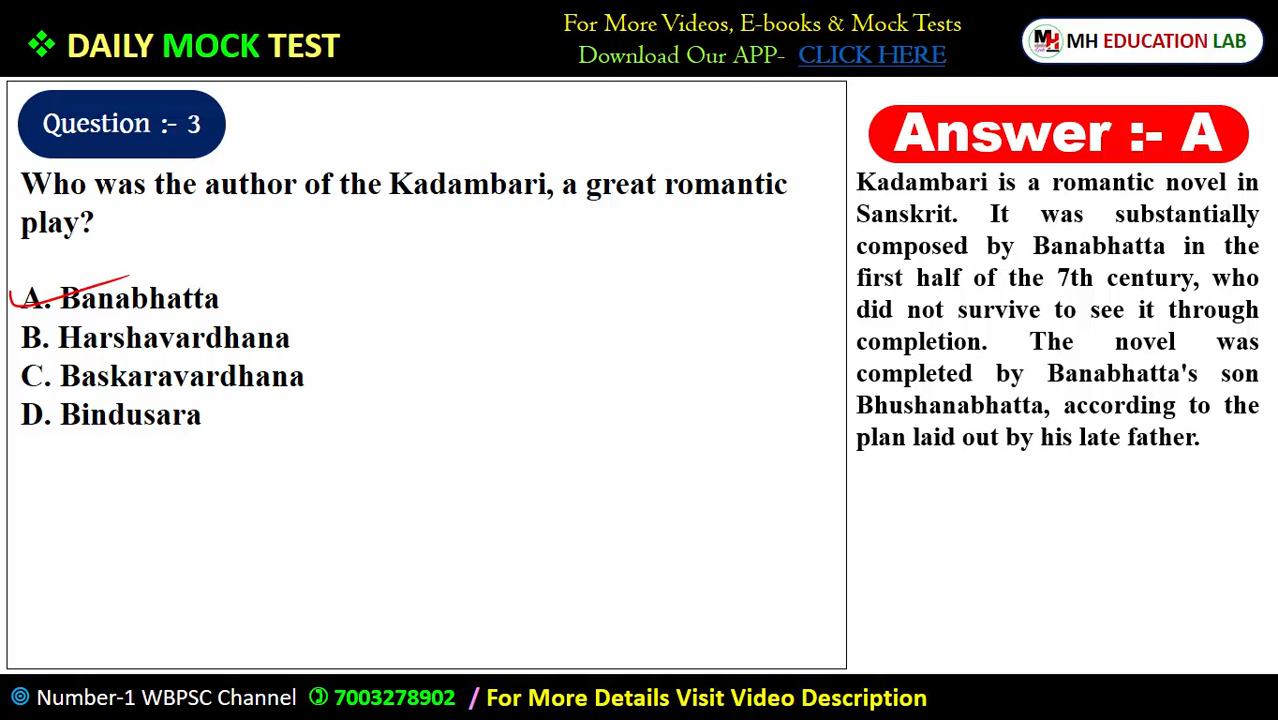 ❖ DAILY MOCK TEST
For More Videos, E-books & Mock Tests
Download Our APP- CLICK HERE
MH EDUCATION LAB
Question :- 3
Who was the author of the Kadambari, a great romantic
play?
A. Banabhatta
B. Harshavardhana
C. Baskaravardhana
D. Bindusara
Answer :- A
Kadambari is a romantic novel in
Sanskrit. It was substantially
composed by Banabhatta in the
first half of the 7th century, who
did not survive to see it through
completion. The novel was
completed by Banabhatta's son
Bhushanabhatta, according to the
plan laid out by his late father.
Number-1 WBPSC Channel 7003278902 / For More Details Visit Video Description